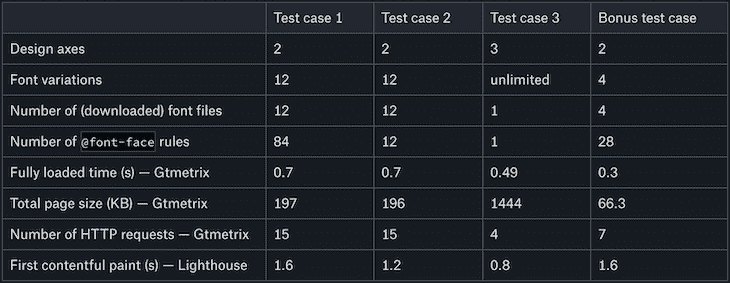 Test case 1 Test case 2 Test case 3 Bonus test case
Design axes 2 2 3 2
Font variations 12 12 unlimited 4
Number of (downloaded) font files 12 12 1 4
Number of @font-face rules 84 12 1 28
Fully loaded time (s) — Gtmetrix 0.7 0.7 0.49 0.3
Total page size (KB) — Gtmetrix 197 196 1444 66.3
Number of HTTP requests — Gtmetrix 15 15 4 7
First contentful paint (s) — Lighthouse 1.6 1.2 0.8 1.6